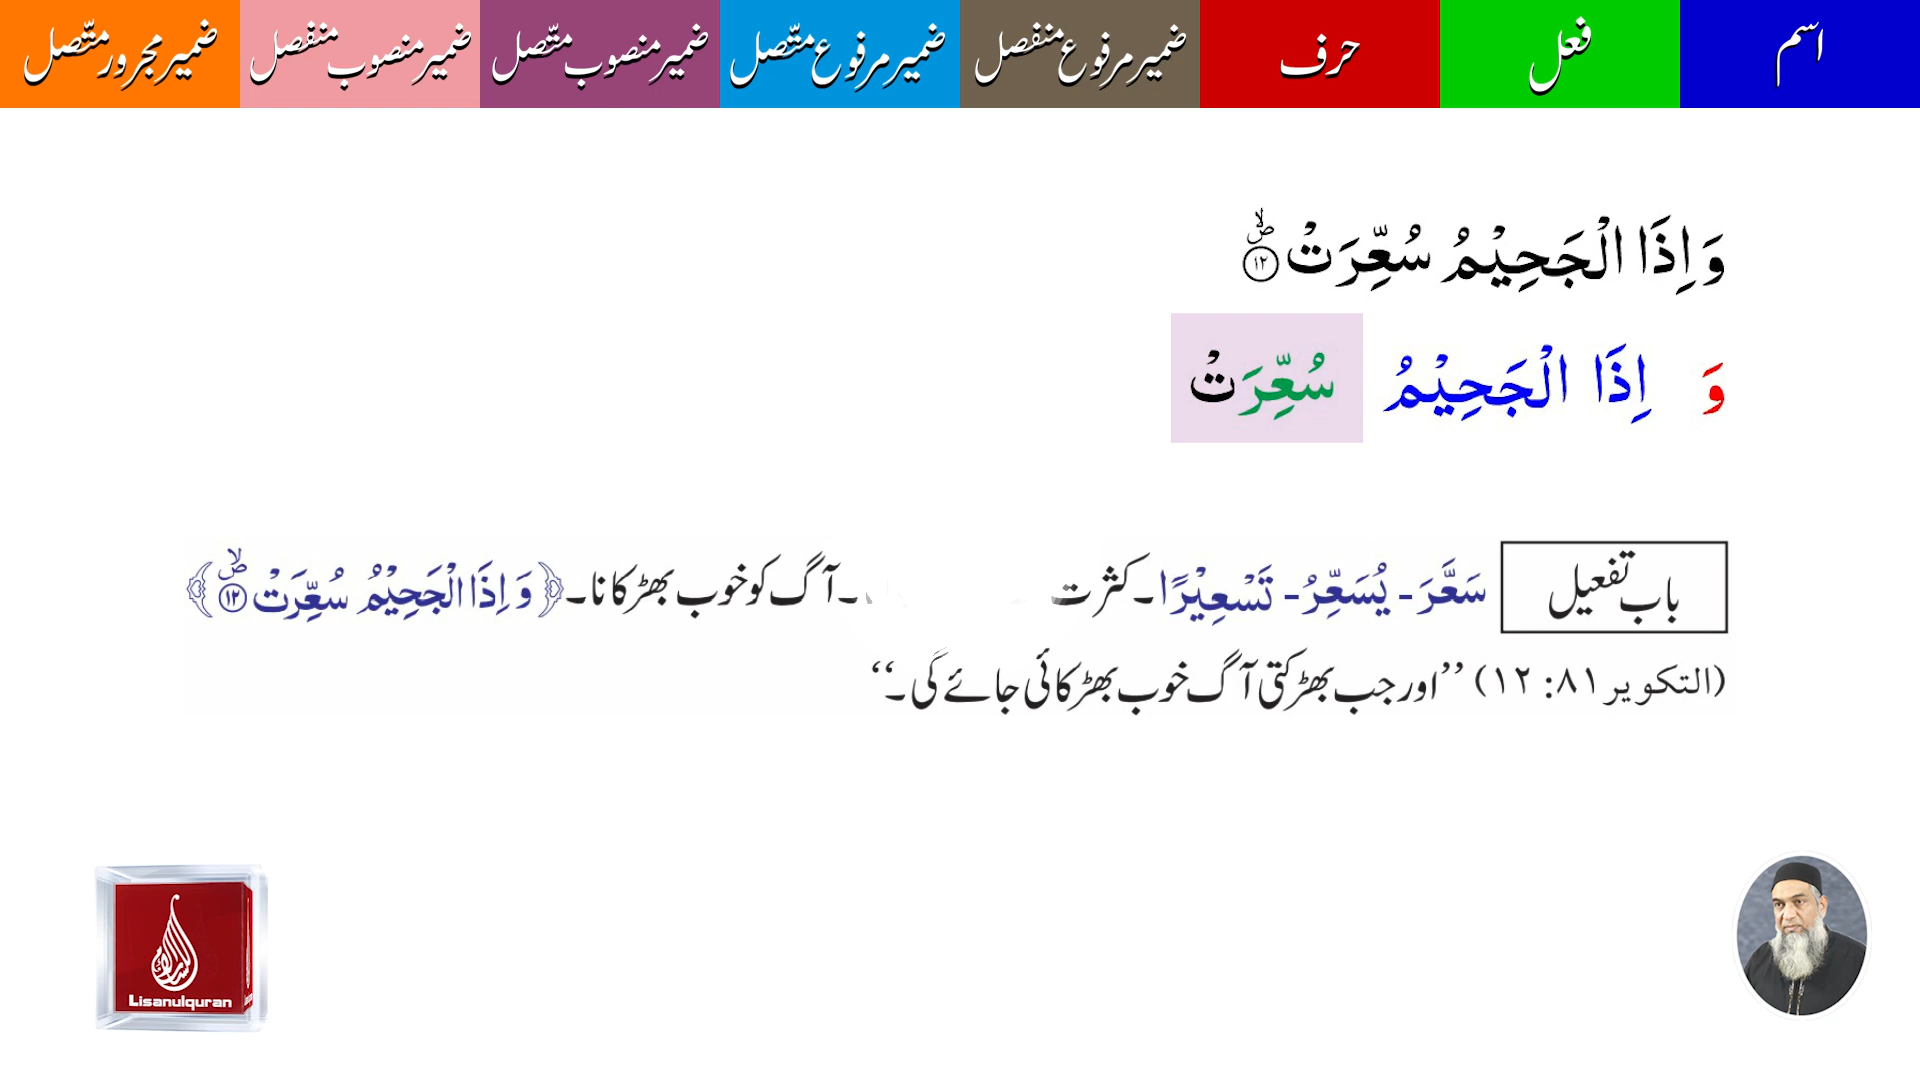 اسم فعل حرف ضمیر مرفوع منفصل ضمیر مرفوع متّصل ضمیر منصوب متّصل ضمیر منصوب منفصل ضمیر مجرور متّصل
وَ اِذَا الْجَحِيْمُ سُعِّرَتْ ۪ۙ‏﴿۱۲﴾
وَ اِذَا الْجَحِيْمُ سُعِّرَتْ
باب تفعیل سَعَّرَ - يُسَعِّرُ - تَسْعِيْرًا۔ کثرت ۔ آگ کو خوب بھڑکانا۔ ﴿وَ اِذَا الْجَحِيْمُ سُعِّرَتْ ۪ۙ ۱۲﴾
(التکویر ۸۱: ۱۲) ’’اور جب بھڑکتی آگ خوب بھڑکائی جائے گی۔‘‘
Lisanulquran